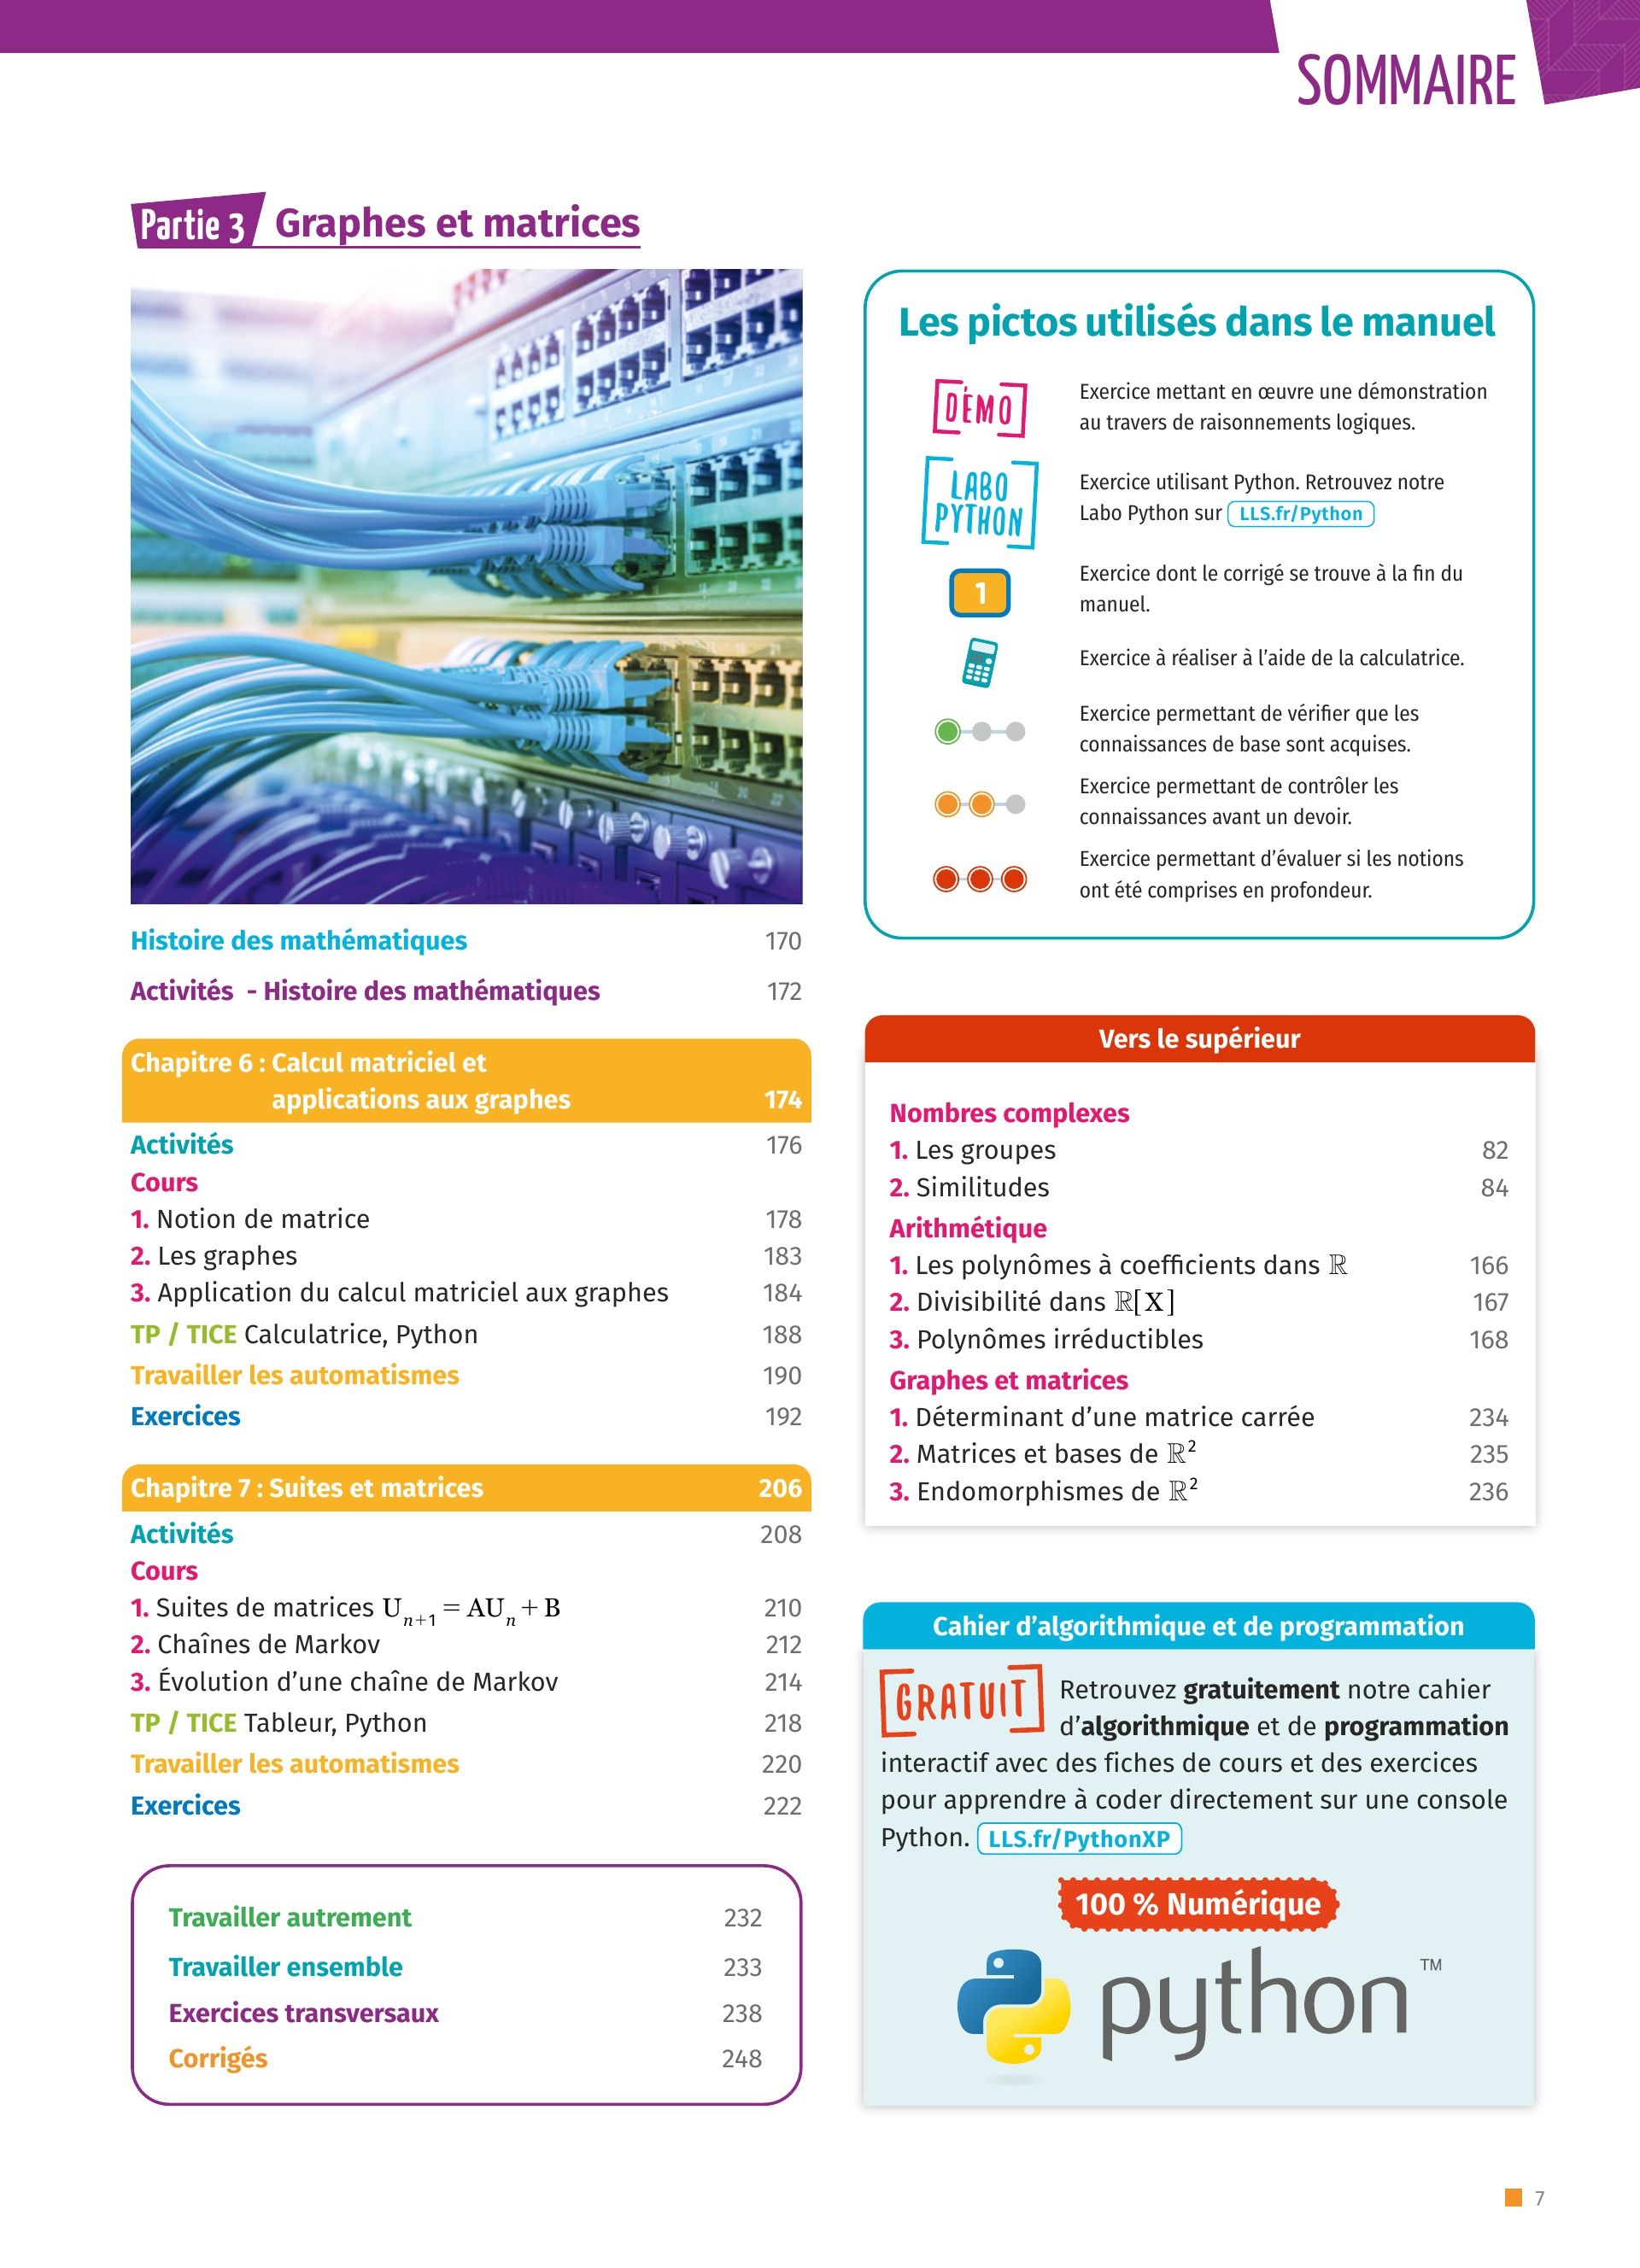 SOMMAIRE
Partie 3 Graphes et matrices
Histoire des mathématiques 170
Activités - Histoire des mathématiques 172
Chapitre 6 : Calcul matriciel et
applications aux graphes 174
Activités 176
Cours
1. Notion de matrice 178
2. Les graphes 183
3. Application du calcul matriciel aux graphes 184
TP / TICE Calculatrice, Python 188
Travailler les automatismes 190
Exercices 192
Chapitre 7 : Suites et matrices 206
Activités 208
Cours
1. Suites de matrices Uₙ₊₁ = AUₙ + B 210
2. Chaînes de Markov 212
3. Évolution d’une chaîne de Markov 214
TP / TICE Tableur, Python 218
Travailler les automatismes 220
Exercices 222
Travailler autrement 232
Travailler ensemble 233
Exercices transversaux 238
Corrigés 248
Les pictos utilisés dans le manuel
DÉMO
Exercice mettant en œuvre une démonstration
au travers de raisonnements logiques.
LABO
PYTHON
Exercice utilisant Python. Retrouvez notre
Labo Python sur LLS.fr/Python
1
Exercice dont le corrigé se trouve à la fin du
manuel.
Exercice à réaliser à l’aide de la calculatrice.
Exercice permettant de vérifier que les
connaissances de base sont acquises.
Exercice permettant de contrôler les
connaissances avant un devoir.
Exercice permettant d’évaluer si les notions
ont été comprises en profondeur.
Vers le supérieur
Nombres complexes
1. Les groupes 82
2. Similitudes 84
Arithmétique
1. Les polynômes à coefficients dans ℝ 166
2. Divisibilité dans ℝ[X] 167
3. Polynômes irréductibles 168
Graphes et matrices
1. Déterminant d’une matrice carrée 234
2. Matrices et bases de ℝ² 235
3. Endomorphismes de ℝ² 236
Cahier d’algorithmique et de programmation
GRATUIT
Retrouvez gratuitement notre cahier
d’algorithmique et de programmation
interactif avec des fiches de cours et des exercices
pour apprendre à coder directement sur une console
Python. LLS.fr/PythonXP
100 % Numérique
python™
7